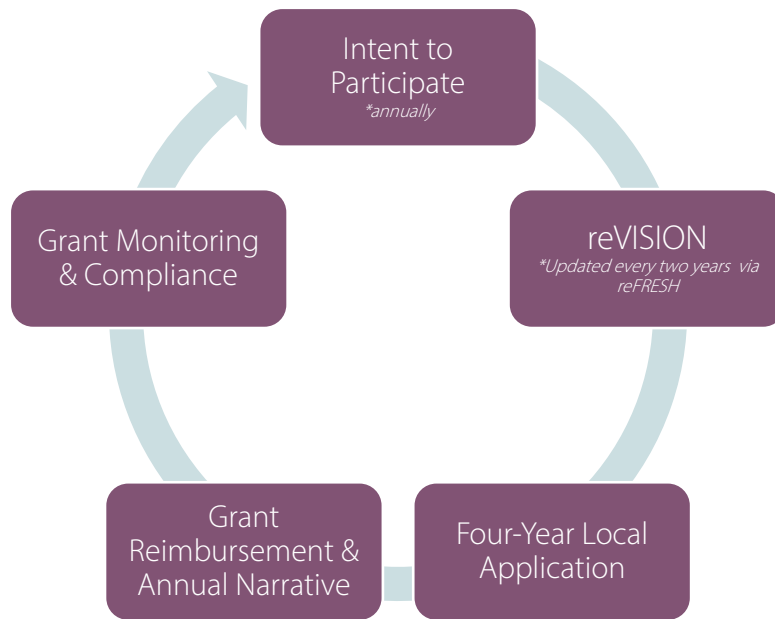 Intent to
Participate
*annually
reVISION
*Updated every two years via
reFRESH
Four-Year Local
Application
Grant
Reimbursement &
Annual Narrative
Grant Monitoring
& Compliance